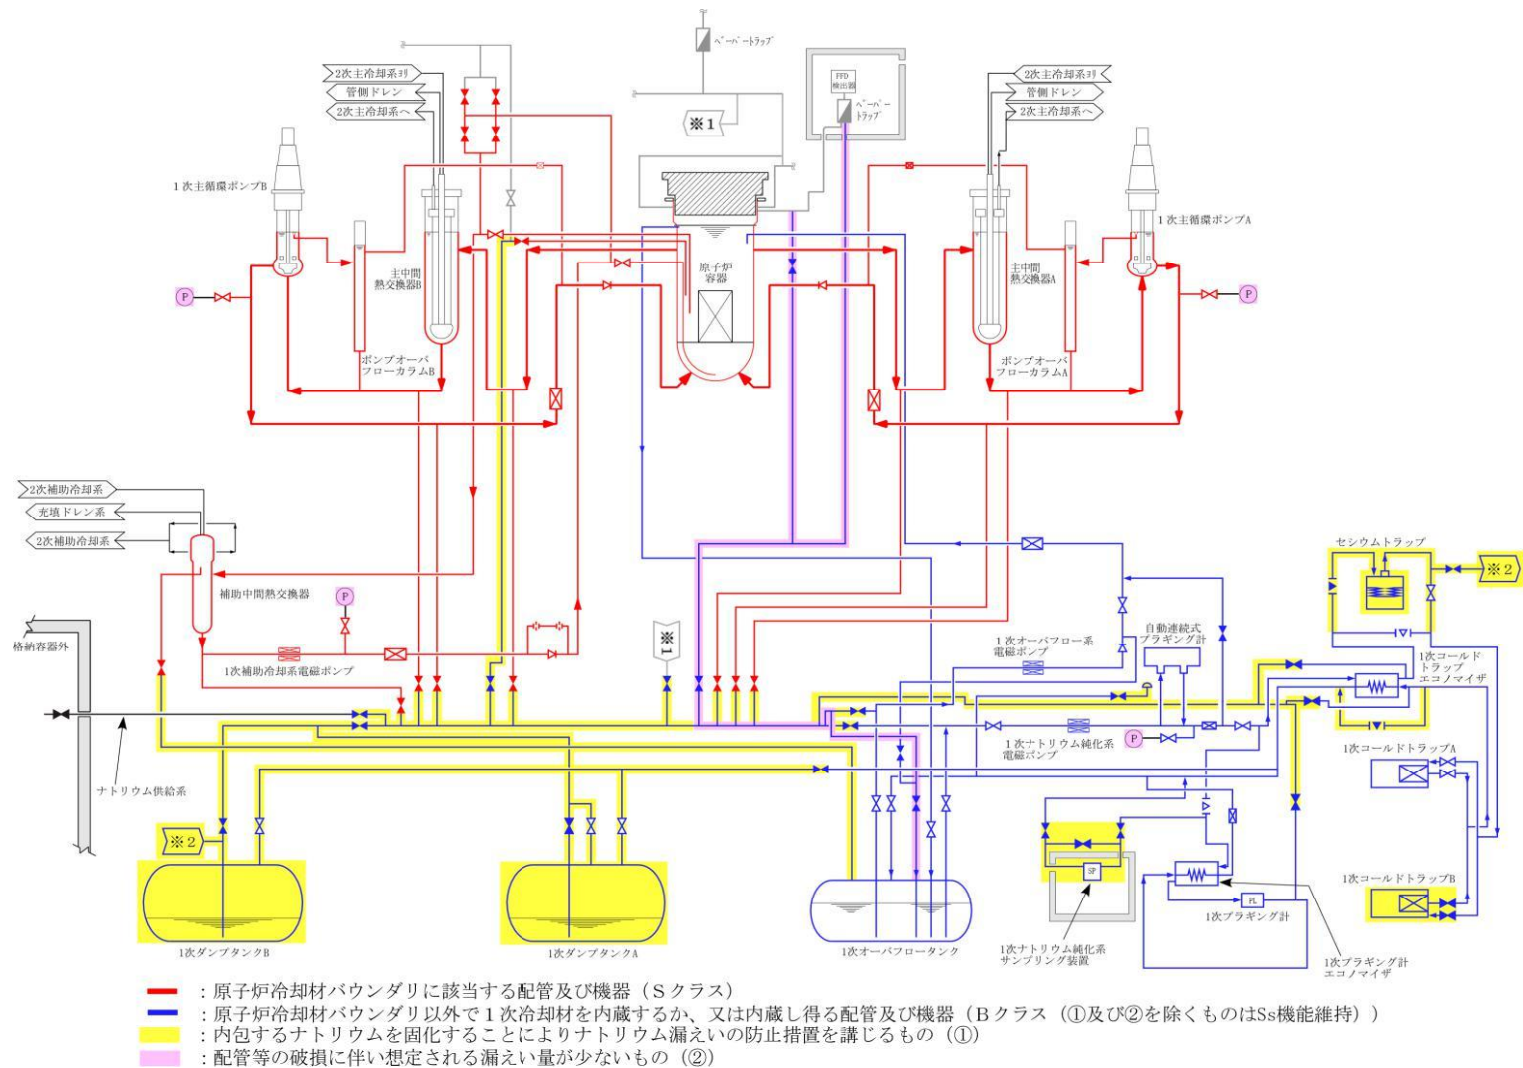 ベーパートラップ
2次主冷却系ヨリ
管側ドレン
2次主冷却系へ
※1
FFD
検出器
ベーパー
トラップ
2次主冷却系ヨリ
管側ドレン
2次主冷却系へ
1次主循環ポンプB
1次主循環ポンプA
主中間
熱交換器B
原子炉
容器
主中間
熱交換器A
P
P
ポンプオーバ
フローカラムB
ポンプオーバ
フローカラムA
2次補助冷却系
充填ドレン系
2次補助冷却系
補助中間熱交換器
P
格納容器外
1次補助冷却系電磁ポンプ
※1
1次オーバフロー系
電磁ポンプ
自動連続式
プラギング計
セシウムトラップ
※2
1次コールド
トラップ
エコノマイザ
P
1次ナトリウム純化系
電磁ポンプ
1次コールドトラップA
ナトリウム供給系
※2
SP
PL
1次プラギング計
1次コールドトラップB
1次ダンプタンクB
1次ダンプタンクA
1次オーバフロータンク
1次ナトリウム純化系
サンプリング装置
1次プラギング計
エコノマイザ
：原子炉冷却材バウンダリに該当する配管及び機器（Sクラス）
：原子炉冷却材バウンダリ以外で１次冷却材を内蔵するか、又は内蔵し得る配管及び機器（Bクラス（①及び②を除くものはSs機能維持））
：内包するナトリウムを固化することによりナトリウム漏えいの防止措置を講じるもの（①）
：配管等の破損に伴い想定される漏えい量が少ないもの（②）